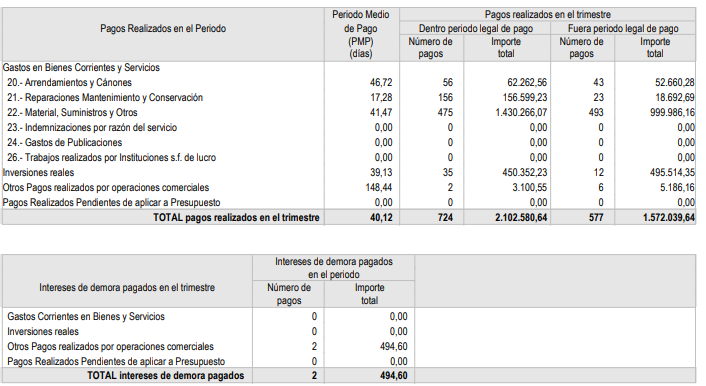 Pagos Realizados en el Periodo
Periodo Medio
de Pago
(PMP)
(días)
Pagos realizados en el trimestre
Dentro periodo legal de pago
Fuera periodo legal de pago
Número de
pagos
Importe
total
Número de
pagos
Importe
total
Gastos en Bienes Corrientes y Servicios
20.- Arrendamientos y Cánones 46,72 56 62.262,56 43 52.660,28
21.- Reparaciones Mantenimiento y Conservación 17,28 156 156.599,23 23 18.692,69
22.- Material, Suministros y Otros 41,47 475 1.430.266,07 493 999.986,16
23.- Indemnizaciones por razón del servicio 0,00 0 0,00 0 0,00
24.- Gastos de Publicaciones 0,00 0 0,00 0 0,00
26.- Trabajos realizados por Instituciones s.f. de lucro 0,00 0 0,00 0 0,00
Inversiones reales 39,13 35 450.352,23 12 495.514,35
Otros Pagos realizados por operaciones comerciales 148,44 2 3.100,55 6 5.186,16
Pagos Realizados Pendientes de aplicar a Presupuesto 0,00 0 0,00 0 0,00
TOTAL pagos realizados en el trimestre 40,12 724 2.102.580,64 577 1.572.039,64
Intereses de demora pagados en el trimestre
Intereses de demora pagados
en el periodo
Número de
pagos
Importe
total
Gastos Corrientes en Bienes y Servicios 0 0,00
Inversiones reales 0 0,00
Otros Pagos realizados por operaciones comerciales 2 494,60
Pagos Realizados Pendientes de aplicar a Presupuesto 0 0,00
TOTAL intereses de demora pagados 2 494,60